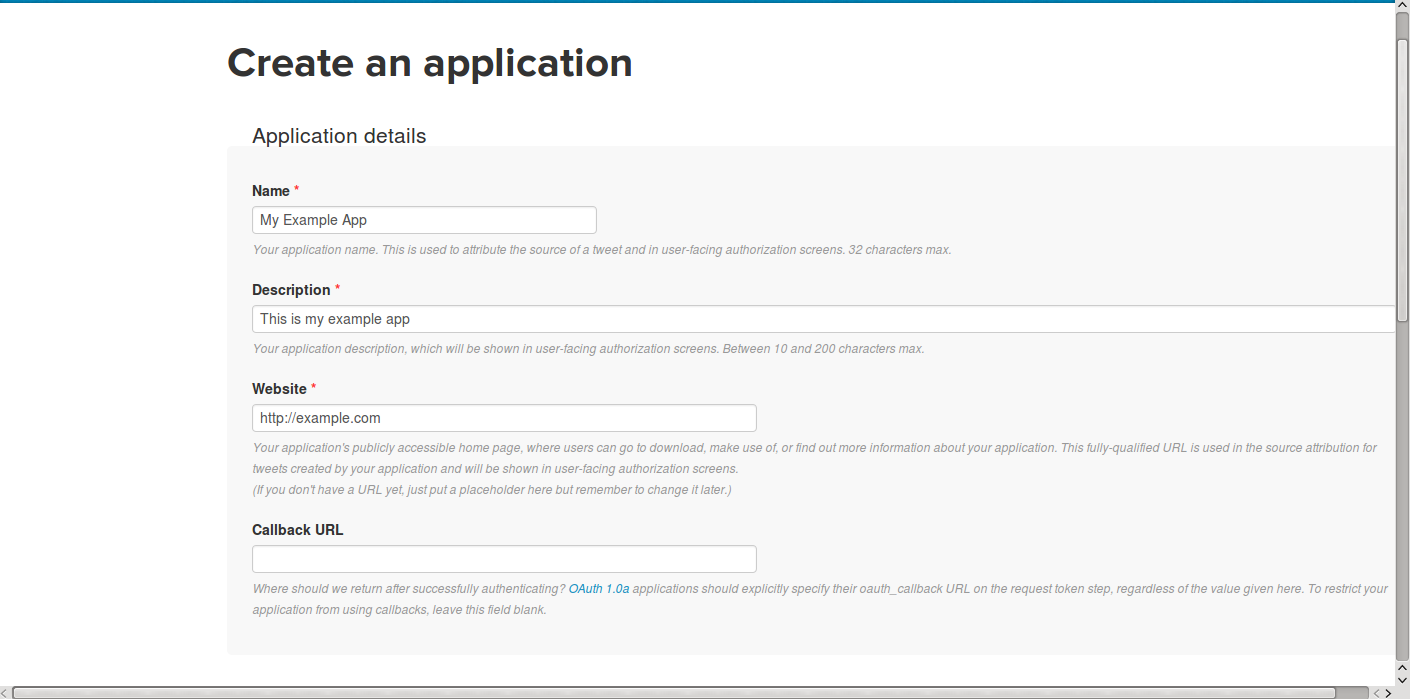 Create an application
Application details
Name *
My Example App
Your application name. This is used to attribute the source of a tweet and in user-facing authorization screens. 32 characters max.
Description *
This is my example app
Your application description, which will be shown in user-facing authorization screens. Between 10 and 200 characters max.
Website *
http://example.com
Your application's publicly accessible home page, where users can go to download, make use of, or find out more information about your application. This fully-qualified URL is used in the source attribution for
tweets created by your application and will be shown in user-facing authorization screens.
(If you don't have a URL yet, just put a placeholder here but remember to change it later.)
Callback URL
Where should we return after successfully authenticating? OAuth 1.0a applications should explicitly specify their oauth_callback URL on the request token step, regardless of the value given here. To restrict your
application from using callbacks, leave this field blank.